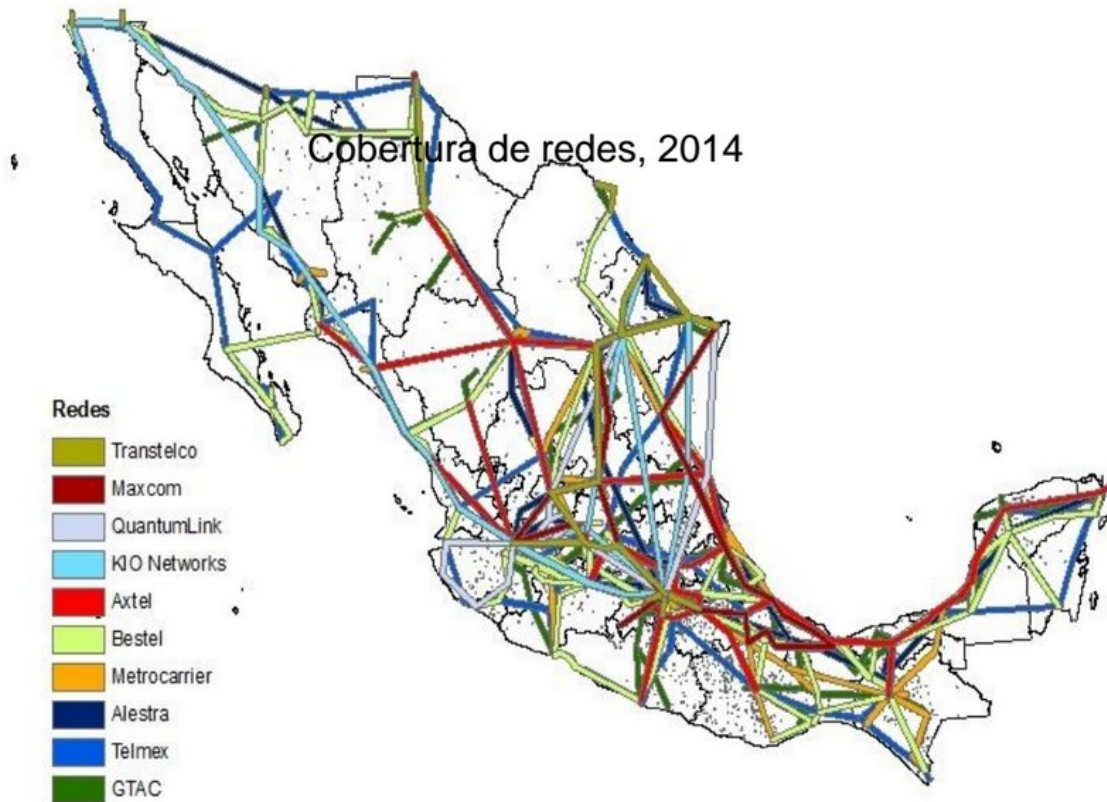 Cobertura de redes, 2014
Redes
Transtelco
Maxcom
QuantumLink
KIO Networks
Axtel
Bestel
Metrocarrier
Alestra
Telmex
GTAC